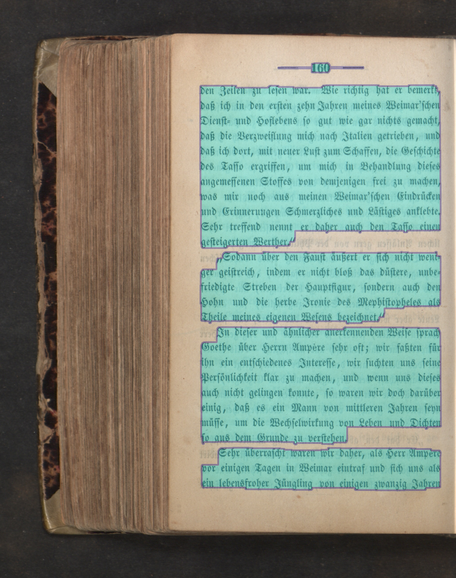 100
den Zeilen zu lesen war. Wie richtig hat er bemerkt,
daß ich in den ersten zehn Jahren meines Weimar'schen
Dienst- und Hoflebens so gut wie gar nichts gemacht,
daß die Verzweiflung mich nach Italien getrieben, und
daß ich dort, mit neuer Lust zum Schaffen, die Geschichte
des Tasso ergriffen, um mich in Behandlung dieses
angemessenen Stoffes von demjenigen frei zu machen,
was mir noch aus meinen Weimar'schen Eindrücken
und Erinnerungen Schmerzliches und Lästiges anklebte.
Sehr treffend nennt er daher auch den Tasso einen
gesteigerten Werther.“
„Sodann über den Faust äußert er sich nicht weni-
ger geistreich, indem er nicht bloß das düstere, unbe-
friedigte Streben der Hauptfigur, sondern auch den
Hohn und die herbe Ironie des Mephistopheles als
Theile meines eigenen Wesens bezeichnet.“
In dieser und ähnlicher anerkennenden Weise sprach
Goethe über Herrn Ampère sehr oft; wir faßten für
ihn ein entschiedenes Interesse, wir suchten uns seine
Persönlichkeit klar zu machen, und wenn uns dieses
auch nicht gelingen konnte, so waren wir doch darüber
einig, daß es ein Mann von mittleren Jahren seyn
müsse, um die Wechselwirkung von Leben und Dichten
so aus dem Grunde zu verstehen.
Sehr überrascht waren wir daher, als Herr Ampère
vor einigen Tagen in Weimar eintraf und sich uns als
ein lebensfroher Jüngling von einigen zwanzig Jahren